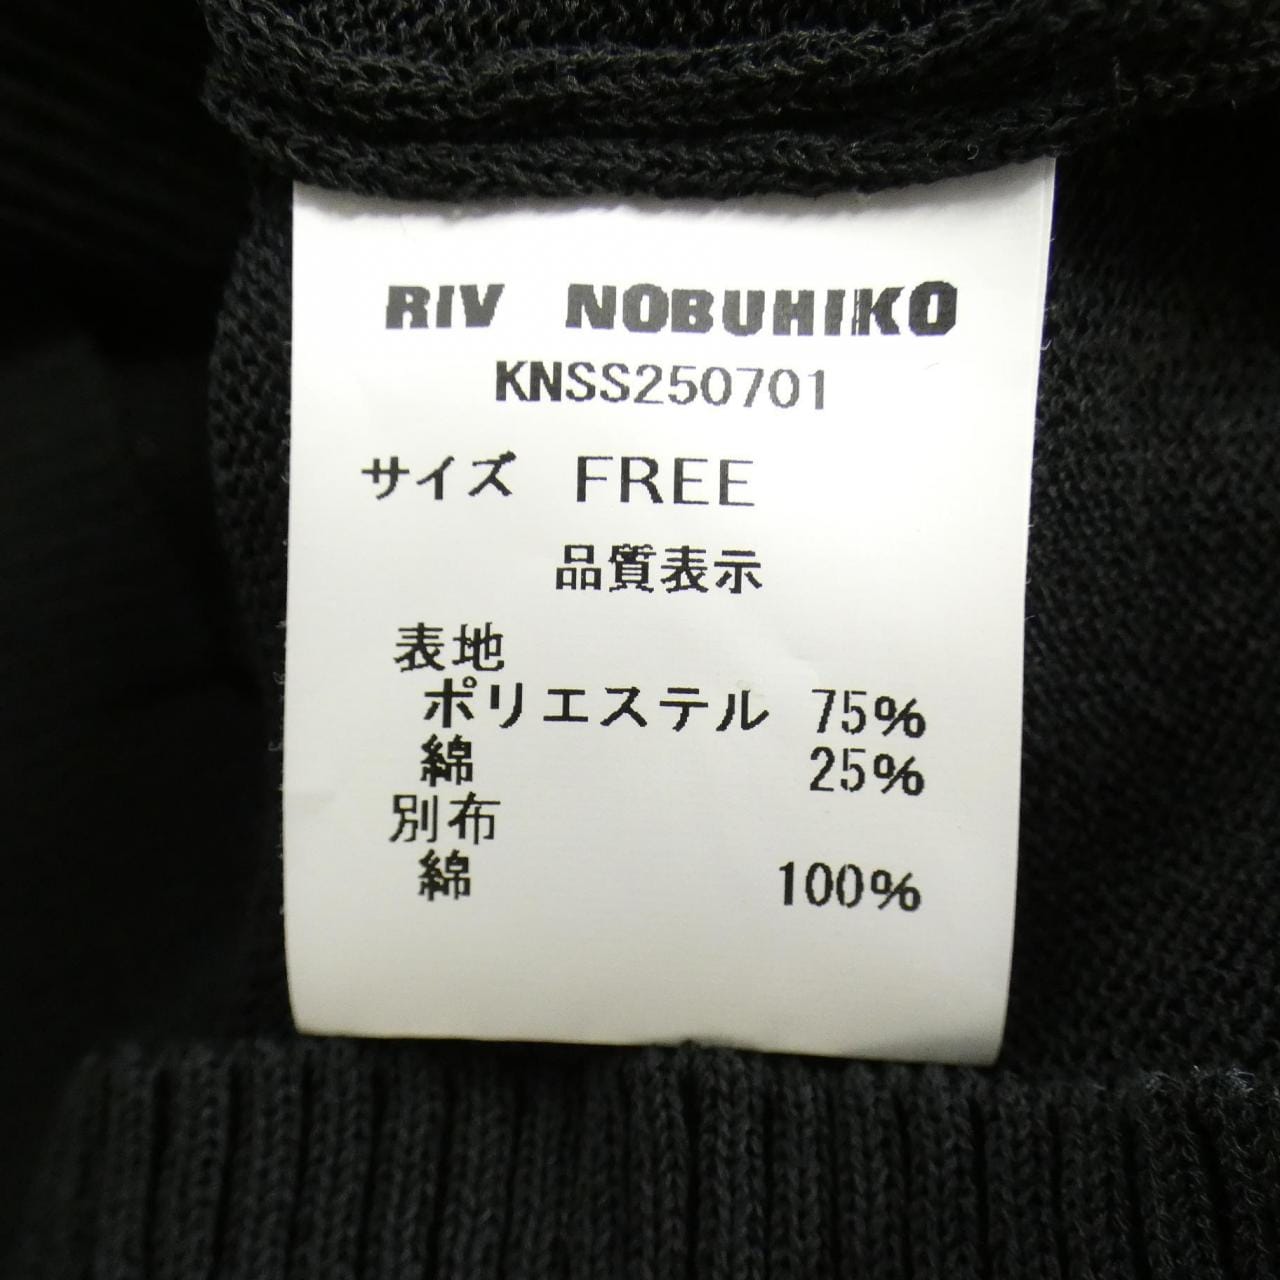 RIV NOBUHIKO
KNSS250701
サイズ FREE
品質表示
表地
ポリエステル 75%
綿 25%
別布
綿 100%